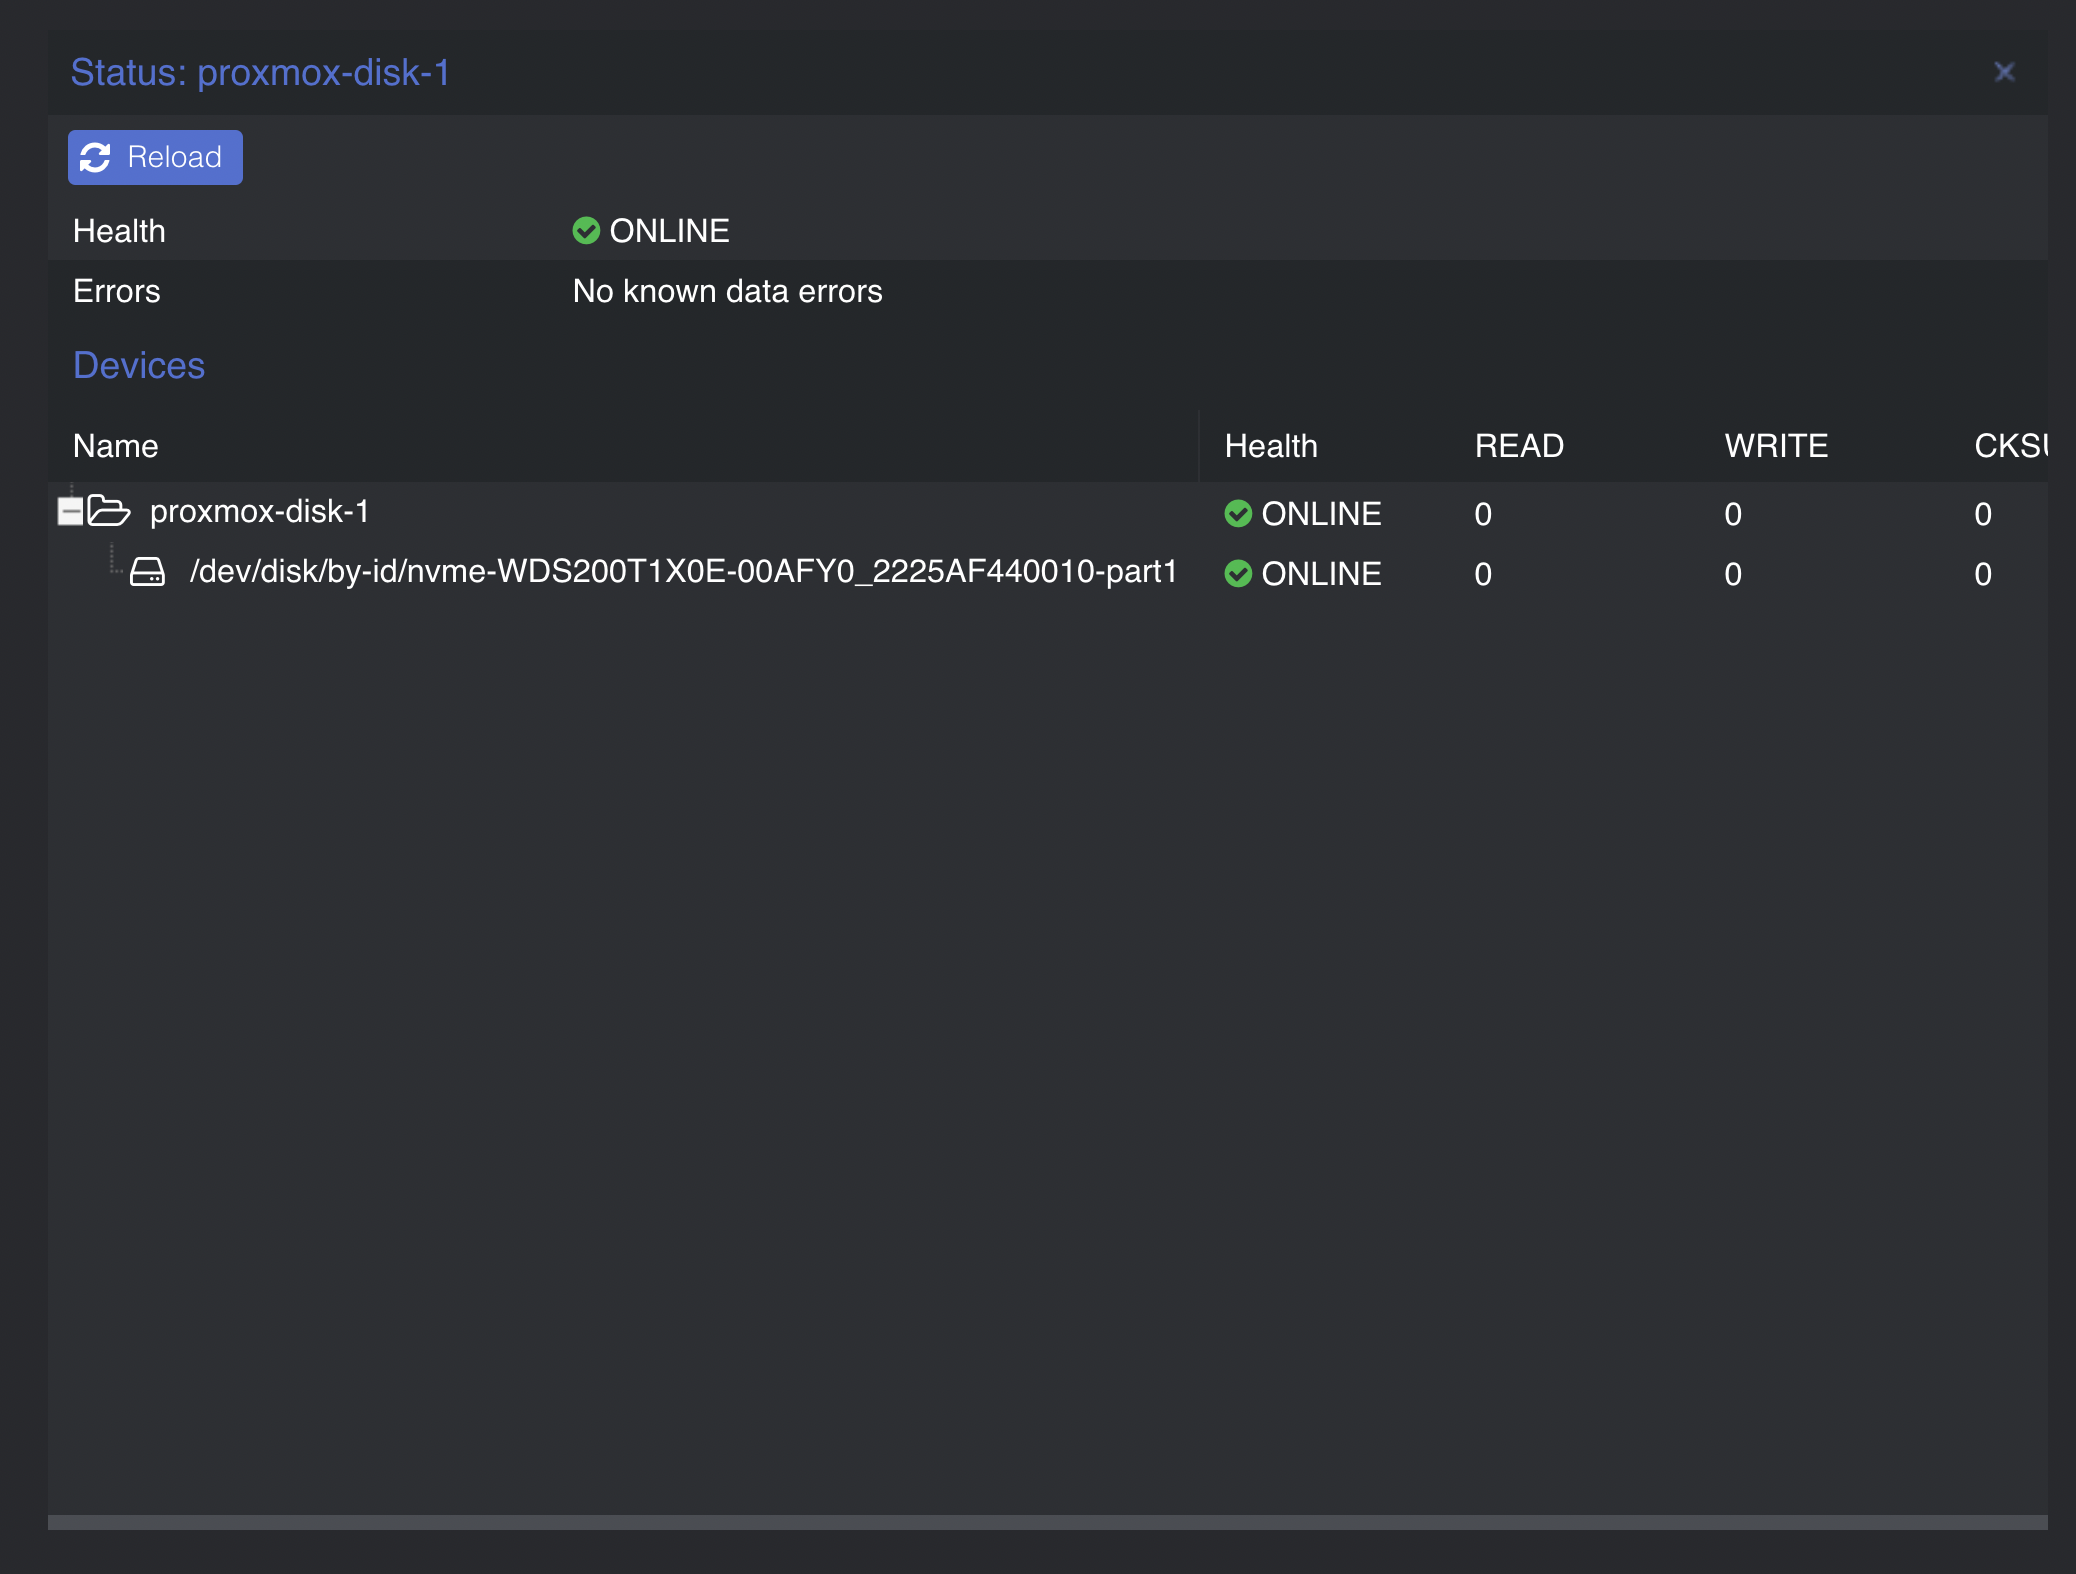 Status: proxmox-disk-1
Reload
Health ONLINE
Errors No known data errors
Devices
Name Health READ WRITE CKSU
proxmox-disk-1 ONLINE 0 0 0
/dev/disk/by-id/nvme-WDS200T1X0E-00AFY0_2225AF440010-part1 ONLINE 0 0 0